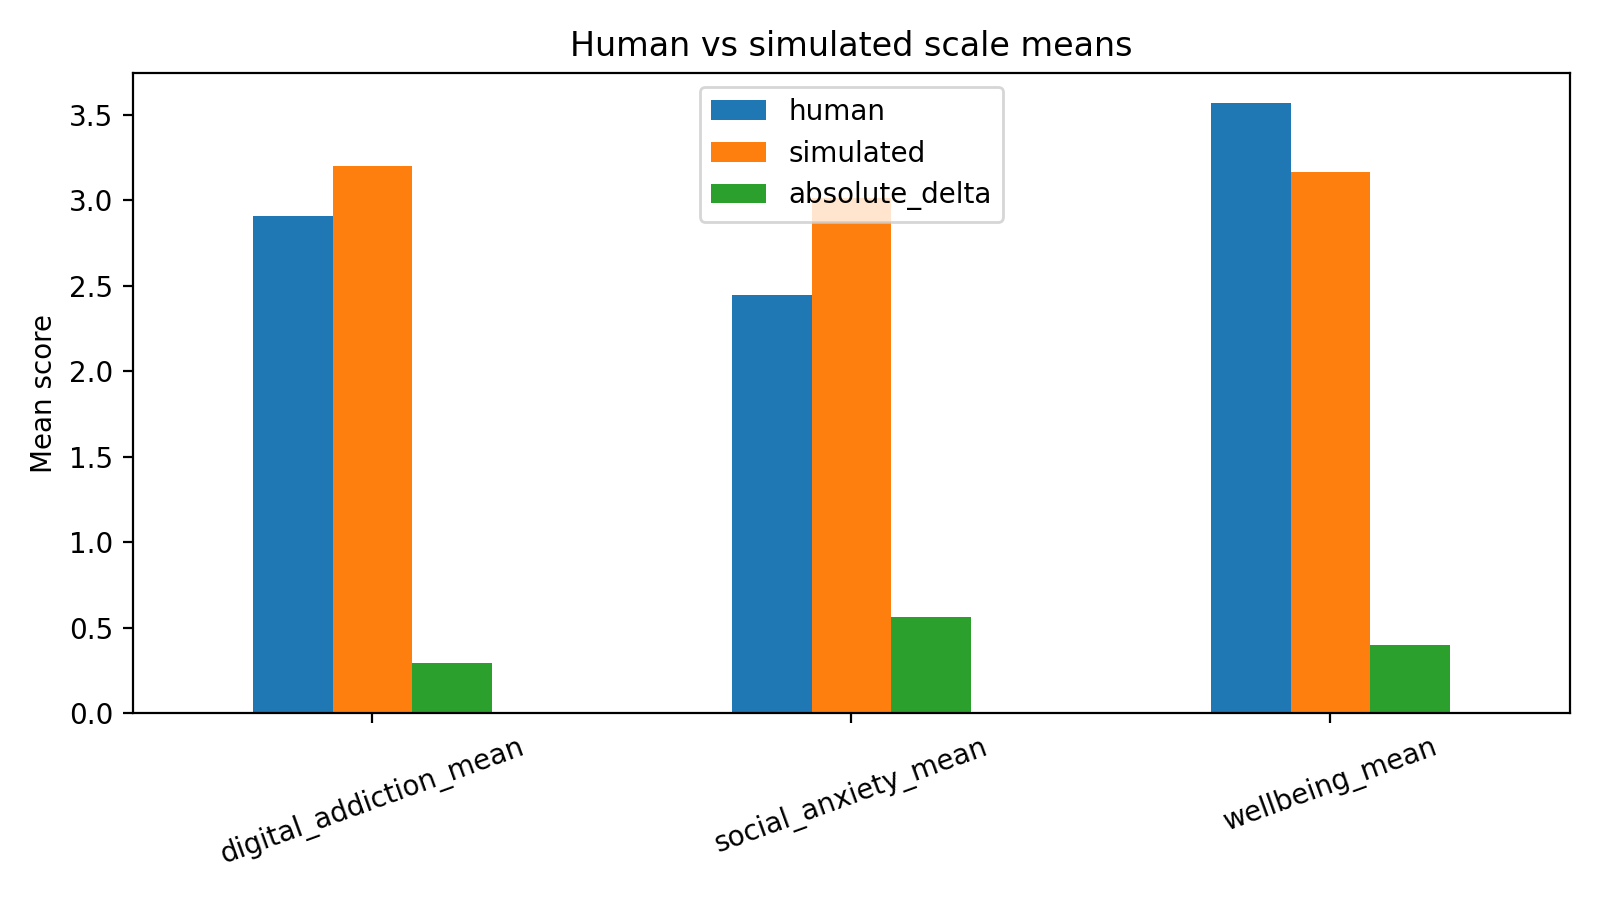 Human vs simulated scale means
human
simulated
absolute_delta
Mean score
3.5
3.0
2.5
2.0
1.5
1.0
0.5
0.0
digital_addiction_mean
social_anxiety_mean
wellbeing_mean